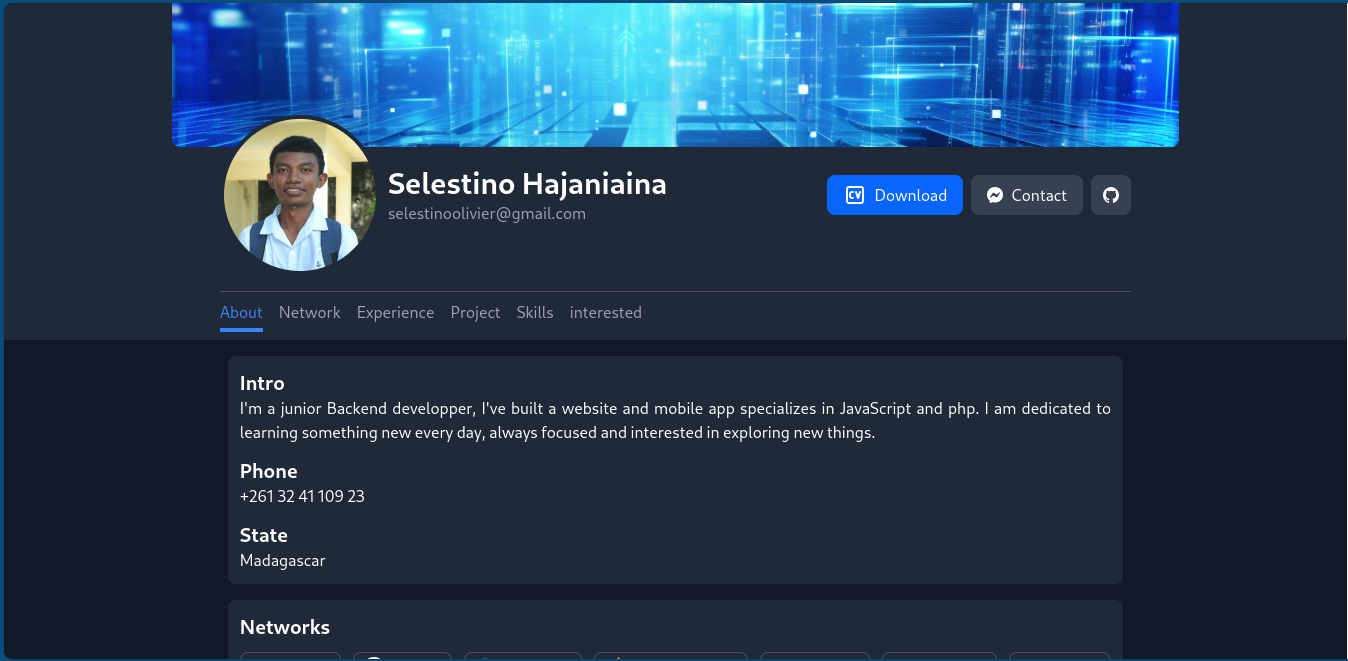 Selestino Hajaniaina
selestinoolivier@gmail.com
CV Download
Contact
About Network Experience Project Skills interested
Intro
I'm a junior Backend developper, I've built a website and mobile app specializes in JavaScript and php. I am dedicated to
learning something new every day, always focused and interested in exploring new things.
Phone
+261 32 41 109 23
State
Madagascar
Networks